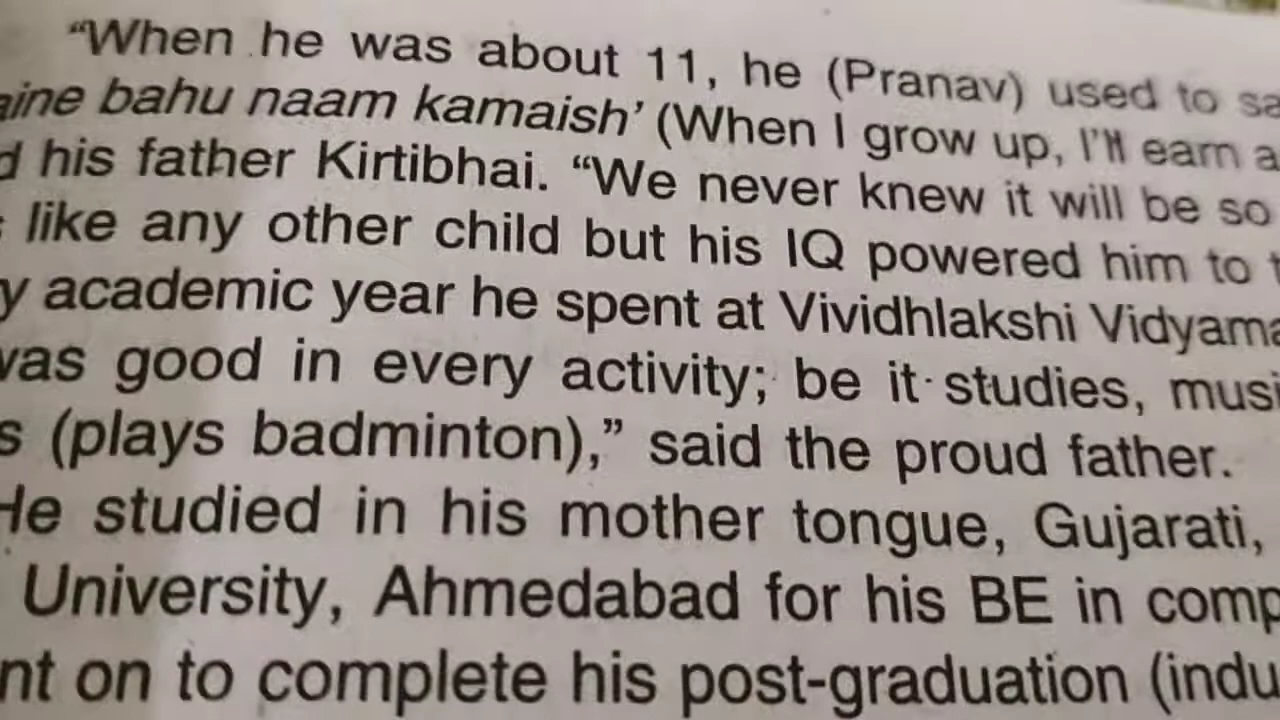 “When he was about 11, he (Pranav) used to sa
aine bahu naam kamaish’ (When I grow up, I’ll earn a
d his father Kirtibhai. “We never knew it will be so
like any other child but his IQ powered him to t
y academic year he spent at Vividhlakshi Vidyama
was good in every activity; be it studies, musi
s (plays badminton),” said the proud father.
He studied in his mother tongue, Gujarati,
University, Ahmedabad for his BE in comp
nt on to complete his post-graduation (indu